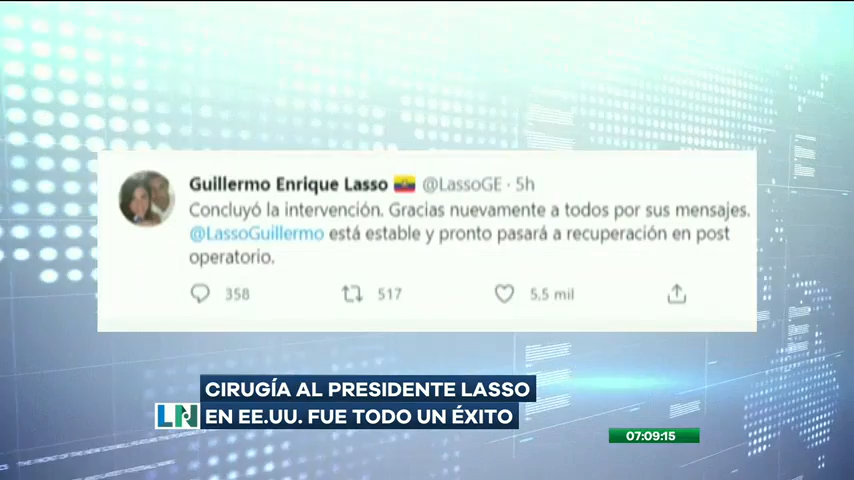 Guillermo Enrique Lasso 🇪🇨 @LassoGE · 5h
Concluyó la intervención. Gracias nuevamente a todos por sus mensajes.
@LassoGuillermo está estable y pronto pasará a recuperación en post
operatorio.
358 517 5,5 mil
CIRUGÍA AL PRESIDENTE LASSO
LN EN EE.UU. FUE TODO UN ÉXITO
07:09:15